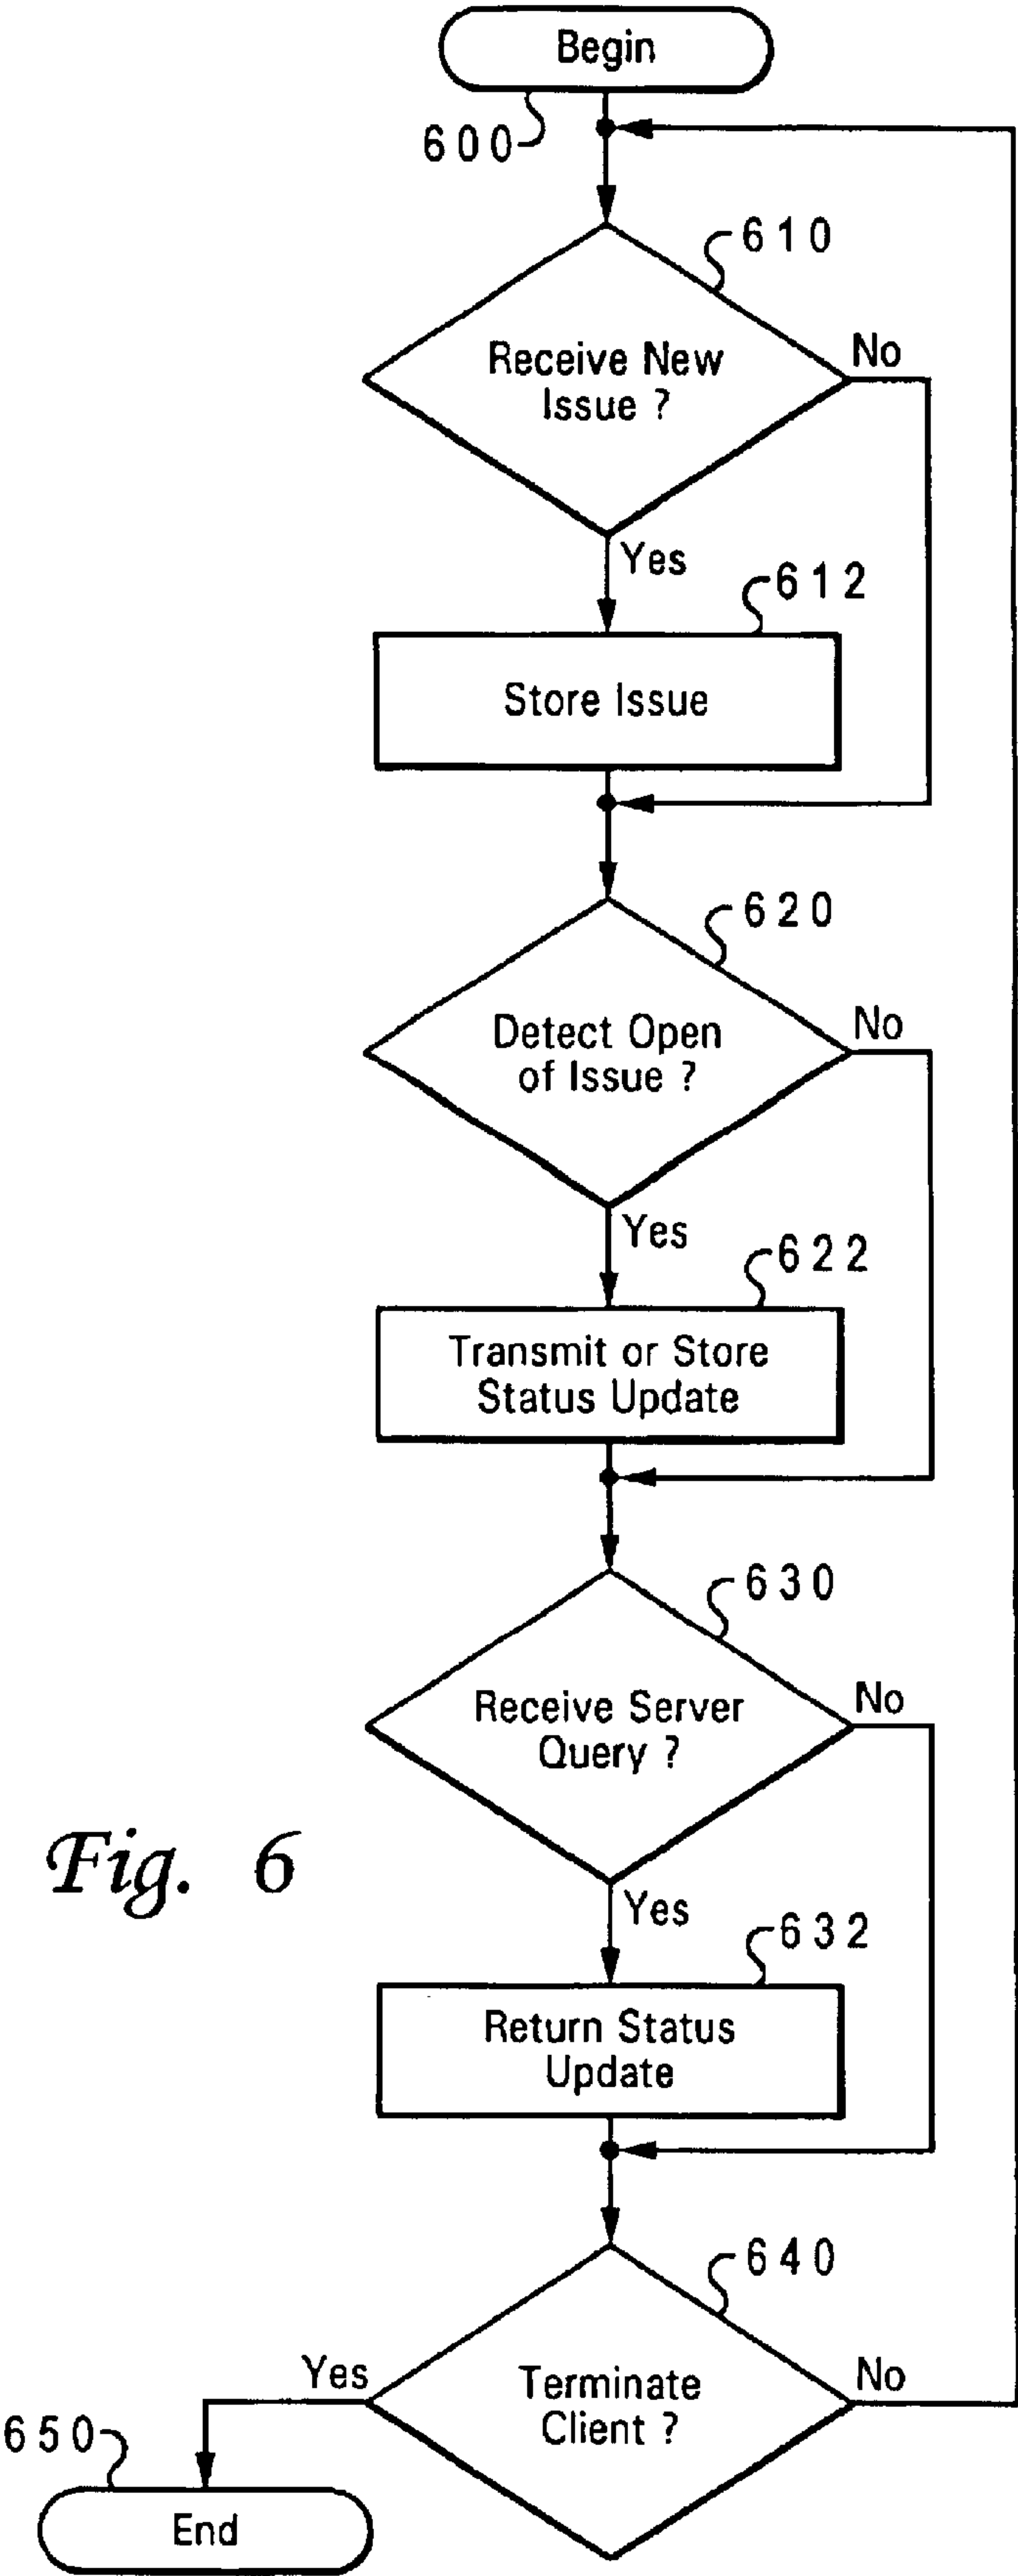 Begin
600
610
Receive New
Issue ?
No
Yes
612
Store Issue
620
Detect Open
of Issue ?
No
Yes
622
Transmit or Store
Status Update
630
Receive Server
Query ?
No
Fig. 6
Yes
632
Return Status
Update
640
Yes
Terminate
Client ?
No
650
End